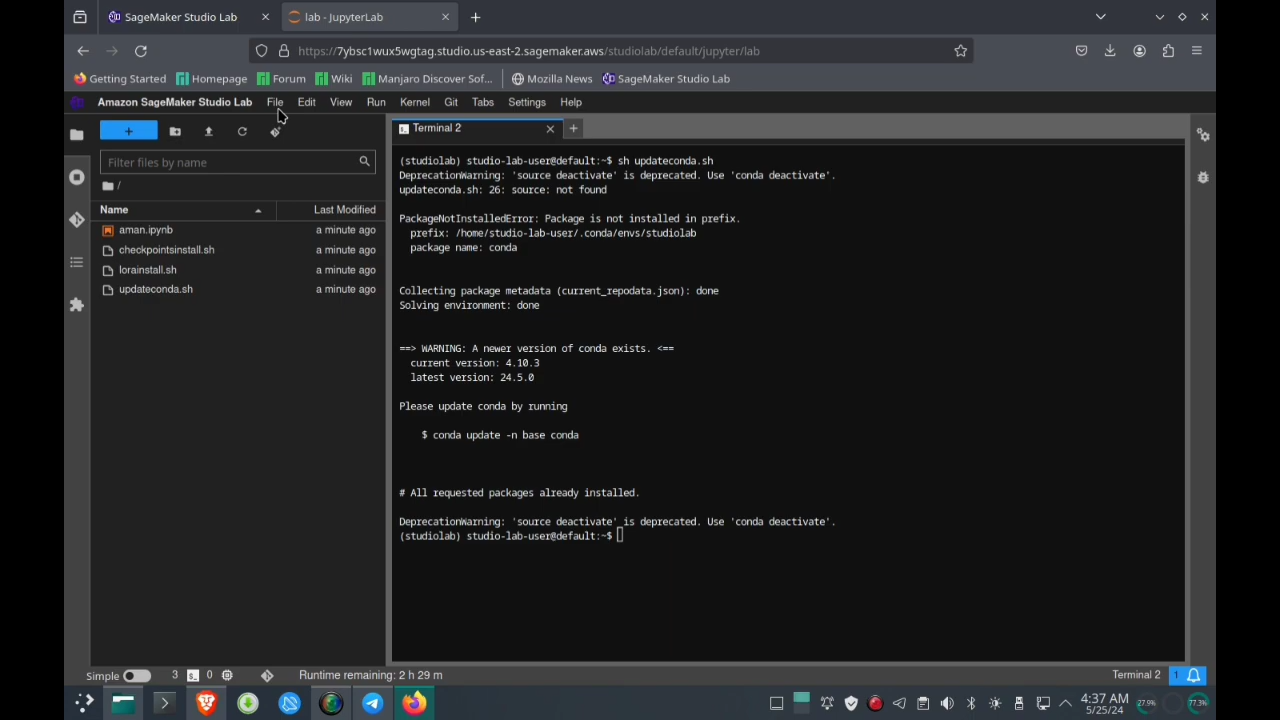 SageMaker Studio Lab
lab - JupyterLab
https://7ybsc1wux5wgtag.studio.us-east-2.sagemaker.aws/studiolab/default/jupyter/lab
Getting Started Homepage Forum Wiki Manjaro Discover Sof... Mozilla News SageMaker Studio Lab
Amazon SageMaker Studio Lab File Edit View Run Kernel Git Tabs Settings Help
+
Filter files by name
/
Name Last Modified
aman.ipynb a minute ago
checkpointsinstall.sh a minute ago
lorainstall.sh a minute ago
updateconda.sh a minute ago
Terminal 2
(studiolab) studio-lab-user@default:~$ sh updateconda.sh
DeprecationWarning: 'source deactivate' is deprecated. Use 'conda deactivate'.
updateconda.sh: 26: source: not found
PackageNotInstalledError: Package is not installed in prefix.
prefix: /home/studio-lab-user/.conda/envs/studiolab
package name: conda
Collecting package metadata (current_repodata.json): done
Solving environment: done
==> WARNING: A newer version of conda exists. <==
current version: 4.10.3
latest version: 24.5.0
Please update conda by running
$ conda update -n base conda
# All requested packages already installed.
DeprecationWarning: 'source deactivate' is deprecated. Use 'conda deactivate'.
(studiolab) studio-lab-user@default:~$
Simple 3 $_ 0 Runtime remaining: 2 h 29 m Terminal 2 1
4:37 AM
5/25/24
27.9%
77.3%